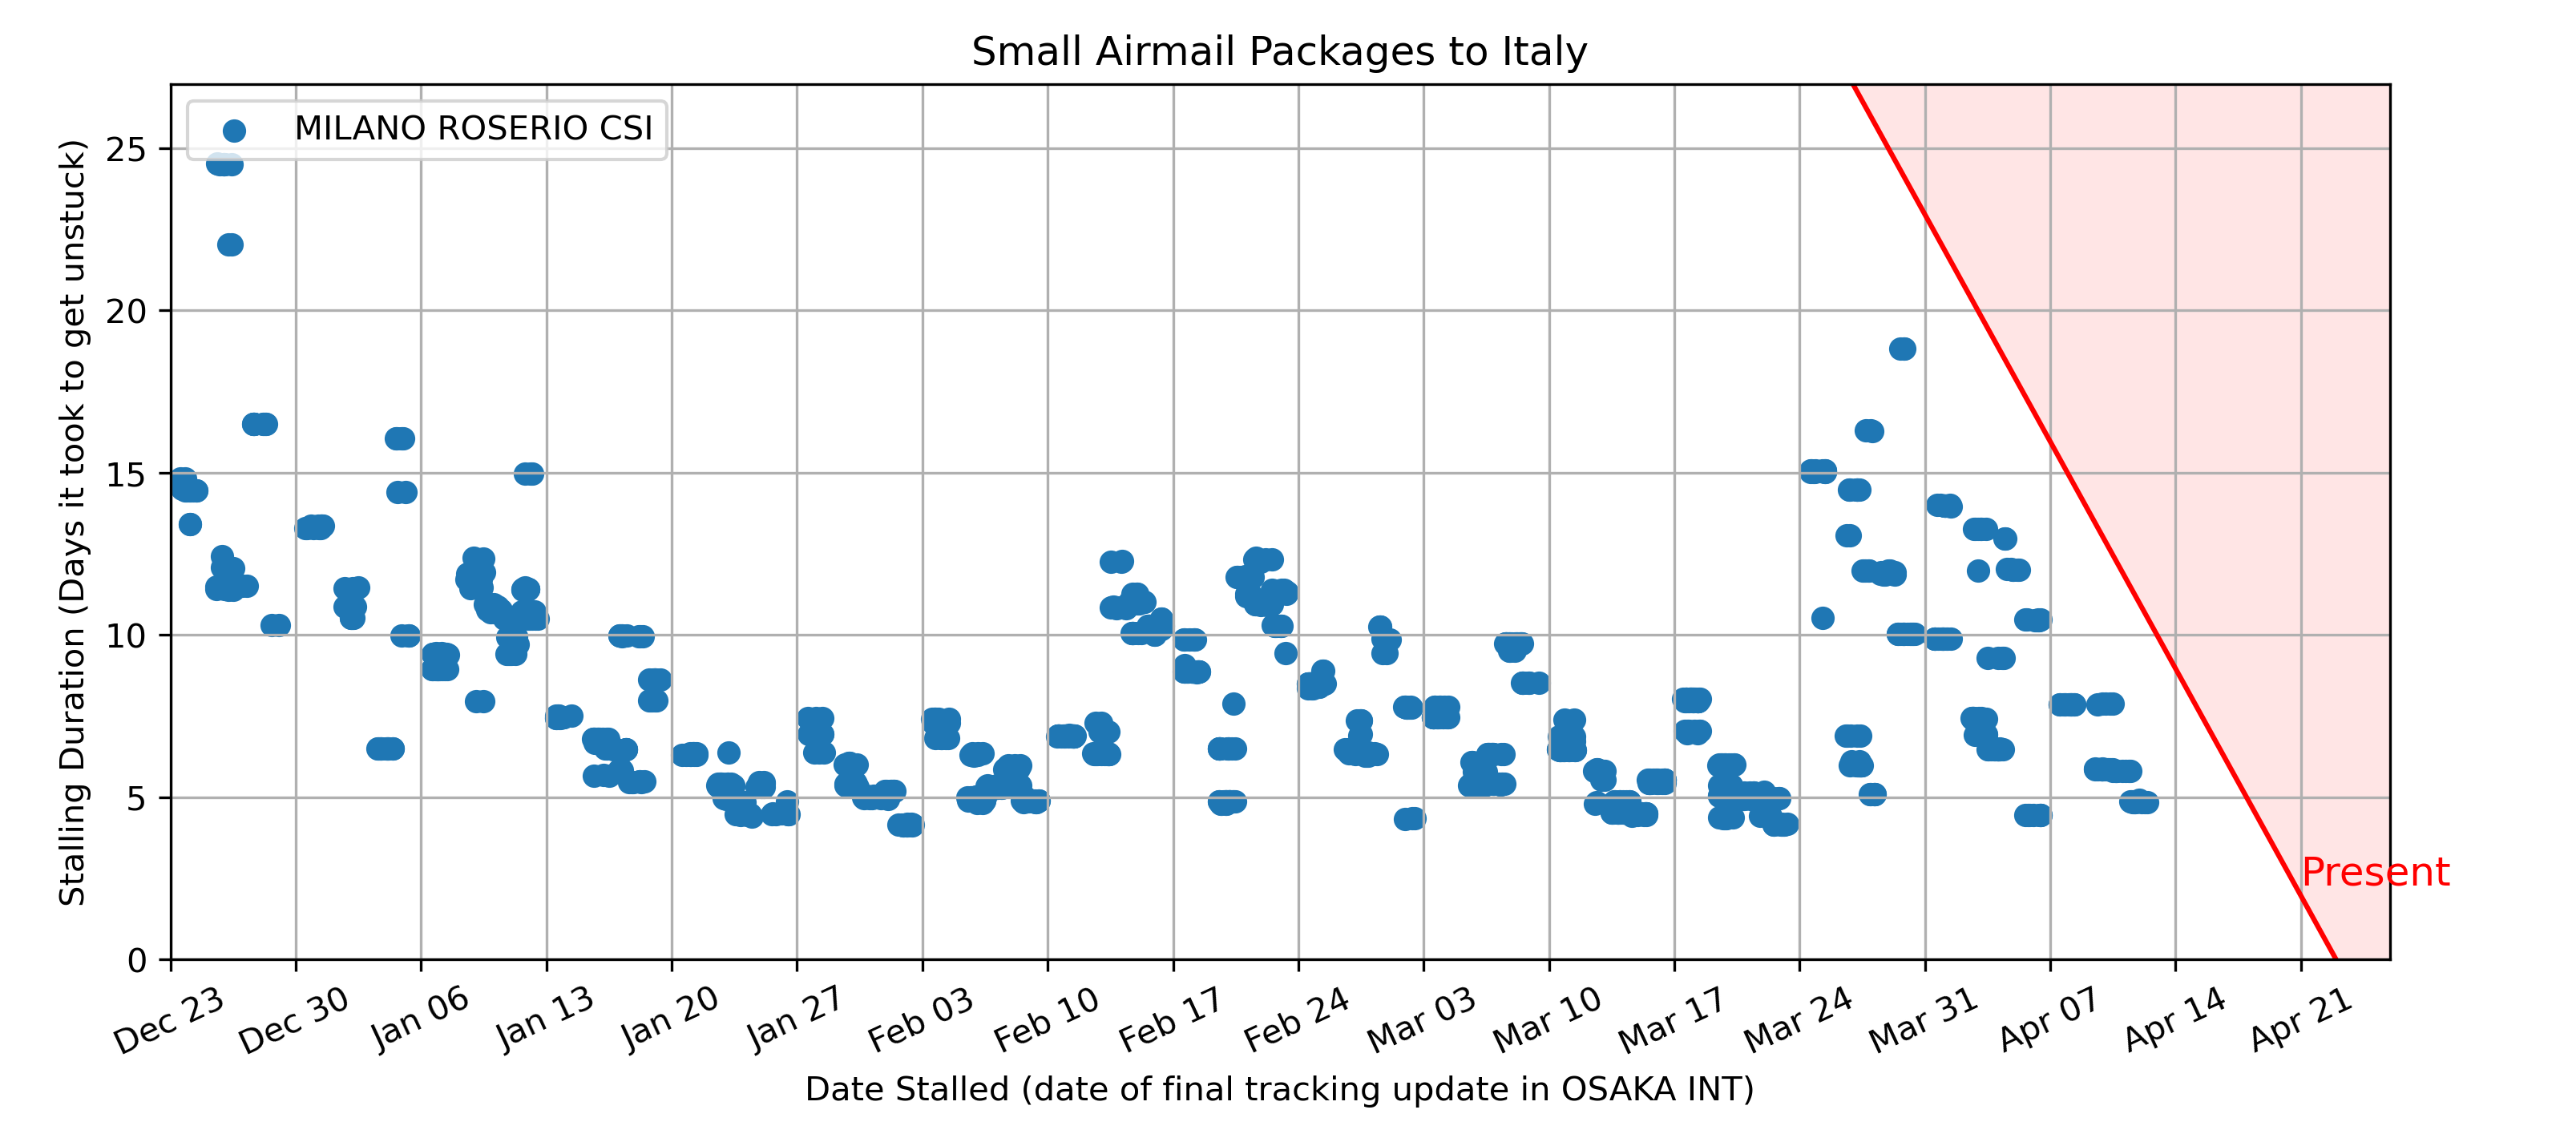 Small Airmail Packages to Italy
MILANO ROSERIO CSI
Stalling Duration (Days it took to get unstuck)
25
20
15
10
5
0
Present
Dec 23
Dec 30
Jan 06
Jan 13
Jan 20
Jan 27
Feb 03
Feb 10
Feb 17
Feb 24
Mar 03
Mar 10
Mar 17
Mar 24
Mar 31
Apr 07
Apr 14
Apr 21
Date Stalled (date of final tracking update in OSAKA INT)